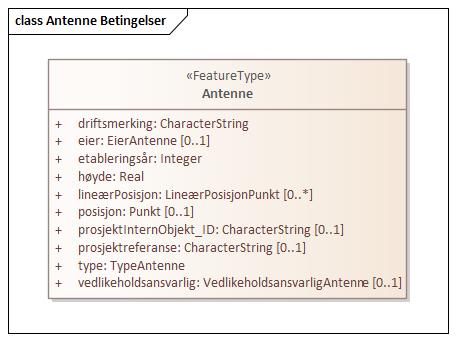 class Antenne Betingelser
«FeatureType»
Antenne
+ driftsmerking: CharacterString
+ eier: EierAntenne [0..1]
+ etableringsår: Integer
+ høyde: Real
+ lineærPosisjon: LineærPosisjonPunkt [0..*]
+ posisjon: Punkt [0..1]
+ prosjektInternObjekt_ID: CharacterString [0..1]
+ prosjektreferanse: CharacterString [0..1]
+ type: TypeAntenne
+ vedlikeholdsansvarlig: VedlikeholdsansvarligAntenne [0..1]